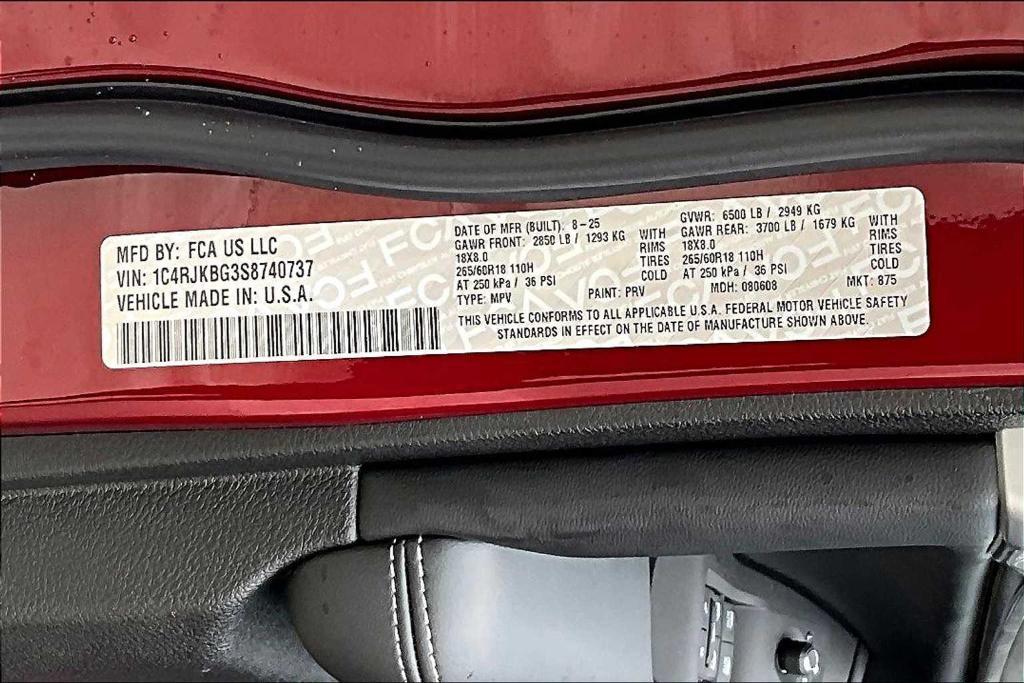 MFD BY: FCA US LLC
VIN: 1C4RJKBG3S8740737
VEHICLE MADE IN: U.S.A.
DATE OF MFR (BUILT): 8-25
GAWR FRONT: 2850 LB / 1293 KG WITH
18X8.0 RIMS
265/60R18 110H TIRES
AT 250 kPa / 36 PSI COLD
TYPE: MPV PAINT: PRV
GVWR: 6500 LB / 2949 KG
GAWR REAR: 3700 LB / 1679 KG WITH
18X8.0 RIMS
265/60R18 110H TIRES
AT 250 kPa / 36 PSI COLD
MDH: 080608 MKT: 875
THIS VEHICLE CONFORMS TO ALL APPLICABLE U.S.A. FEDERAL MOTOR VEHICLE SAFETY
STANDARDS IN EFFECT ON THE DATE OF MANUFACTURE SHOWN ABOVE.